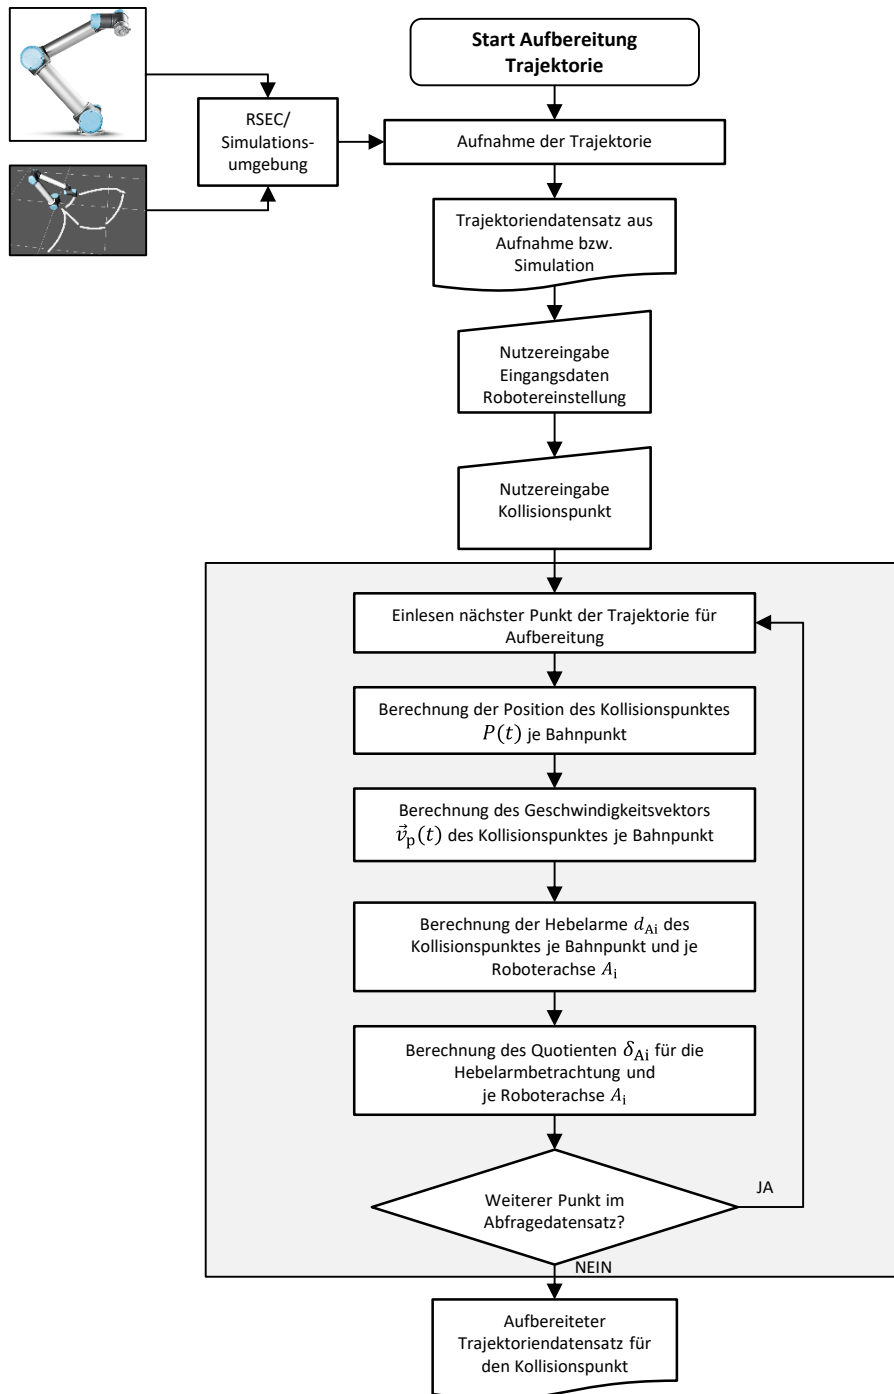 Start Aufbereitung
Trajektorie
RSEC/
Simulations-
umgebung
Aufnahme der Trajektorie
Trajektoriendatensatz aus
Aufnahme bzw.
Simulation
Nutzereingabe
Eingangsdaten
Robotereinstellung
Nutzereingabe
Kollisionspunkt
Einlesen nächster Punkt der Trajektorie für
Aufbereitung
Berechnung der Position des Kollisionspunktes
P(t) je Bahnpunkt
Berechnung des Geschwindigkeitsvektors
v⃗p(t) des Kollisionspunktes je Bahnpunkt
Berechnung der Hebelarme dAi des
Kollisionspunktes je Bahnpunkt und je
Roboterachse Ai
Berechnung des Quotienten δAi für die
Hebelarmbetrachtung und
je Roboterachse Ai
Weiterer Punkt im
Abfragedatensatz?
JA
NEIN
Aufbereiteter
Trajektoriendatensatz für
den Kollisionspunkt